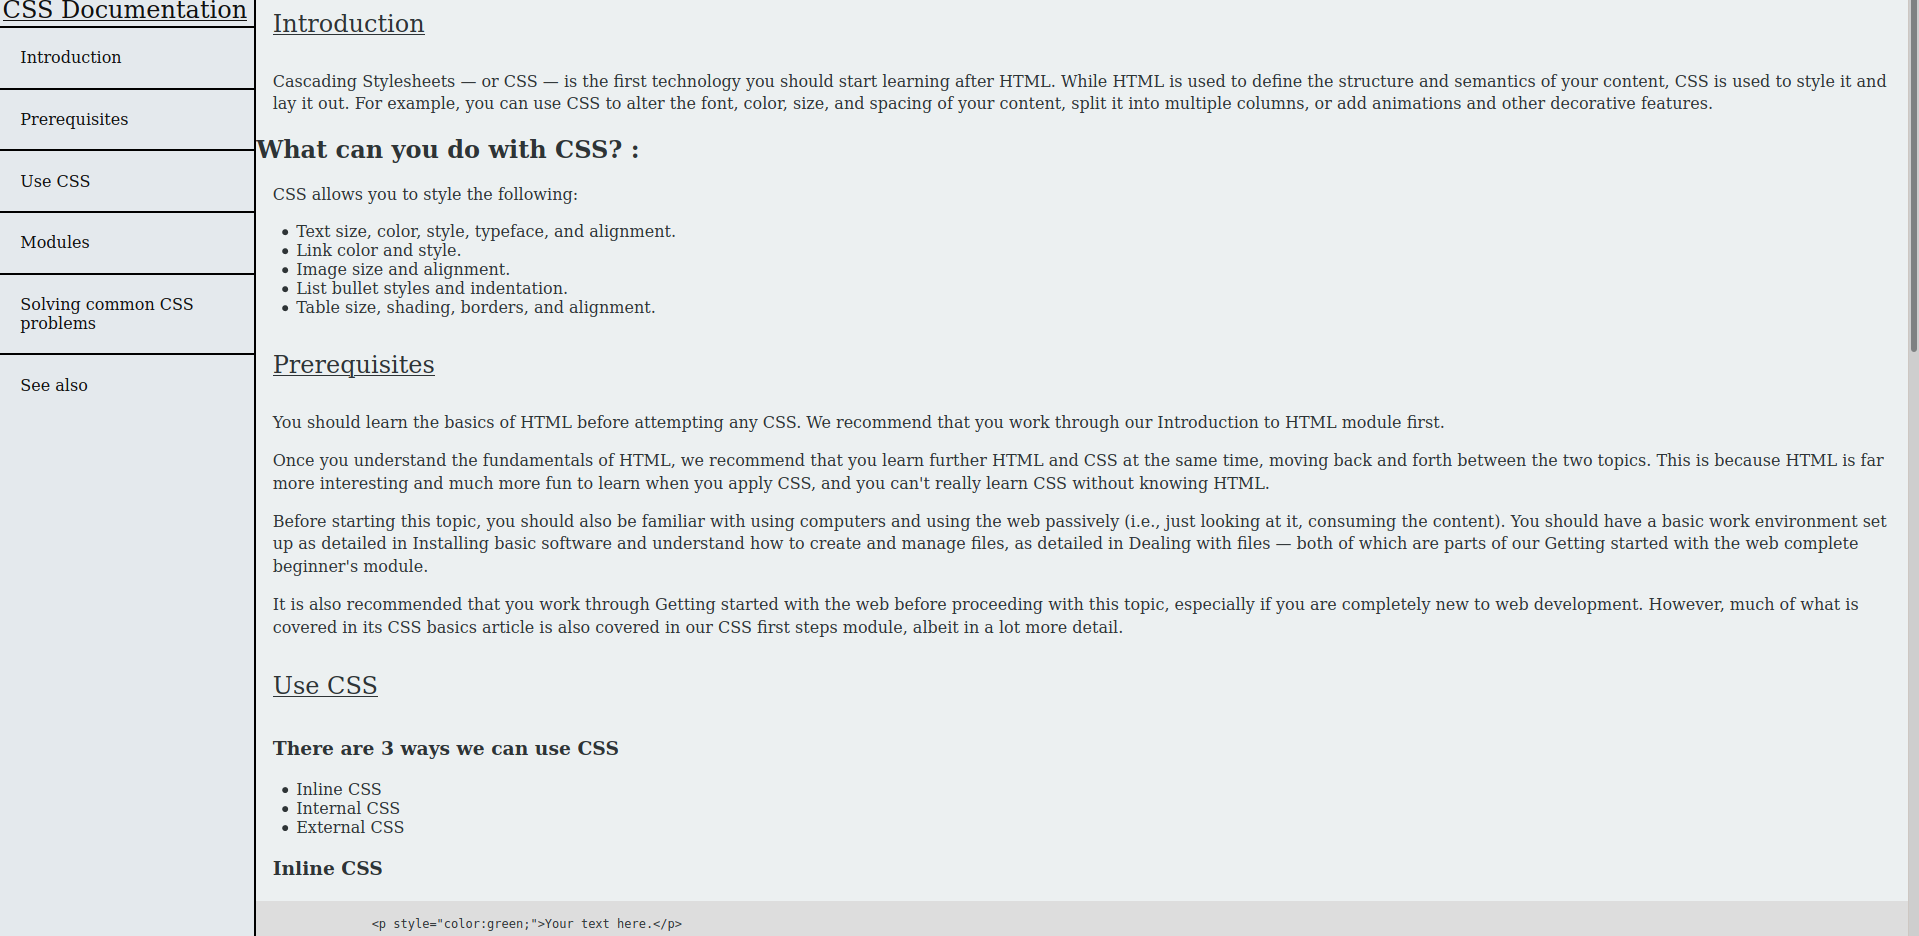 CSS Documentation
Introduction
Prerequisites
Use CSS
Modules
Solving common CSS
problems
See also
Introduction
Cascading Stylesheets — or CSS — is the first technology you should start learning after HTML. While HTML is used to define the structure and semantics of your content, CSS is used to style it and
lay it out. For example, you can use CSS to alter the font, color, size, and spacing of your content, split it into multiple columns, or add animations and other decorative features.
What can you do with CSS? :
CSS allows you to style the following:
• Text size, color, style, typeface, and alignment.
• Link color and style.
• Image size and alignment.
• List bullet styles and indentation.
• Table size, shading, borders, and alignment.
Prerequisites
You should learn the basics of HTML before attempting any CSS. We recommend that you work through our Introduction to HTML module first.
Once you understand the fundamentals of HTML, we recommend that you learn further HTML and CSS at the same time, moving back and forth between the two topics. This is because HTML is far
more interesting and much more fun to learn when you apply CSS, and you can't really learn CSS without knowing HTML.
Before starting this topic, you should also be familiar with using computers and using the web passively (i.e., just looking at it, consuming the content). You should have a basic work environment set
up as detailed in Installing basic software and understand how to create and manage files, as detailed in Dealing with files — both of which are parts of our Getting started with the web complete
beginner's module.
It is also recommended that you work through Getting started with the web before proceeding with this topic, especially if you are completely new to web development. However, much of what is
covered in its CSS basics article is also covered in our CSS first steps module, albeit in a lot more detail.
Use CSS
There are 3 ways we can use CSS
• Inline CSS
• Internal CSS
• External CSS
Inline CSS
<p style="color:green;">Your text here.</p>